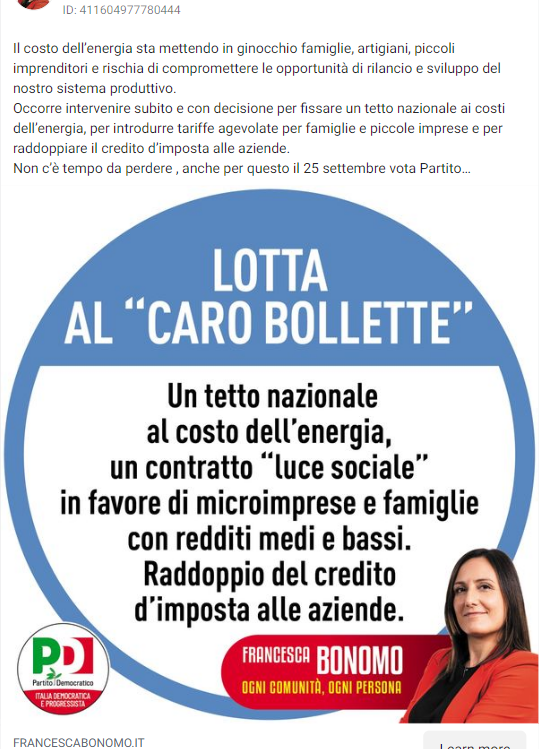 ID: 411604977780444
Il costo dell’energia sta mettendo in ginocchio famiglie, artigiani, piccoli
imprenditori e rischia di compromettere le opportunità di rilancio e sviluppo del
nostro sistema produttivo.
Occorre intervenire subito e con decisione per fissare un tetto nazionale ai costi
dell’energia, per introdurre tariffe agevolate per famiglie e piccole imprese e per
raddoppiare il credito d’imposta alle aziende.
Non c’è tempo da perdere , anche per questo il 25 settembre vota Partito…
LOTTA
AL “CARO BOLLETTE”
Un tetto nazionale
al costo dell’energia,
un contratto “luce sociale”
in favore di microimprese e famiglie
con redditi medi e bassi.
Raddoppio del credito
d’imposta alle aziende.
PD
Partito Democratico
ITALIA DEMOCRATICA
E PROGRESSISTA
FRANCESCA BONOMO
OGNI COMUNITÀ, OGNI PERSONA
FRANCESCABONOMO.IT
Learn more